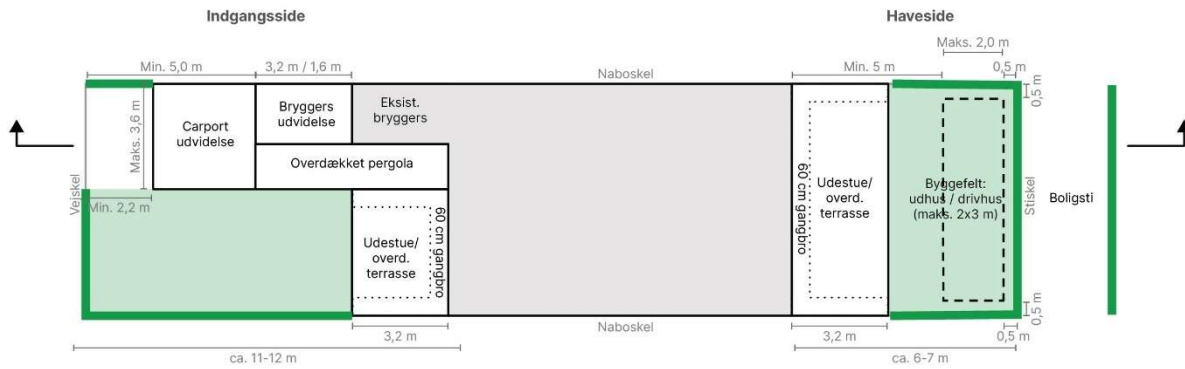 Indgangsside
Haveside
Maks. 2,0 m
Min. 5,0 m
3,2 m / 1,6 m
Naboskel
Min. 5 m
0,5 m
0,5 m
Maks. 3,6 m
Carport
udvidelse
Bryggers
udvidelse
Eksist.
bryggers
Overdækket pergola
Vejskel
Min. 2,2 m
Udestue/
overd.
terrasse
60 cm gangbro
60 cm gangbro
Udestue/
overd.
terrasse
Byggefelt:
udhus / drivhus
(maks. 2x3 m)
Stiskel
Boligsti
0,5 m
Naboskel
3,2 m
3,2 m
0,5 m
ca. 11-12 m
ca. 6-7 m